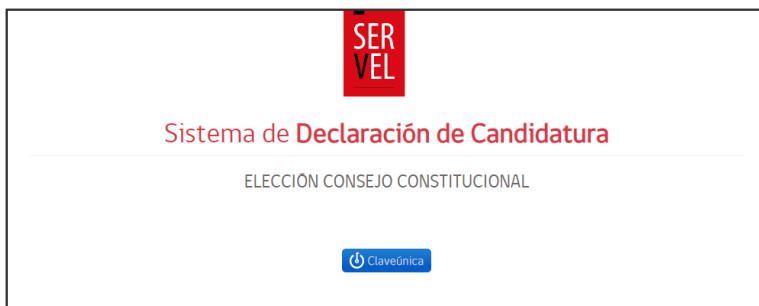 SER
VEL
Sistema de Declaración de Candidatura
ELECCIÓN CONSEJO CONSTITUCIONAL
Claveúnica